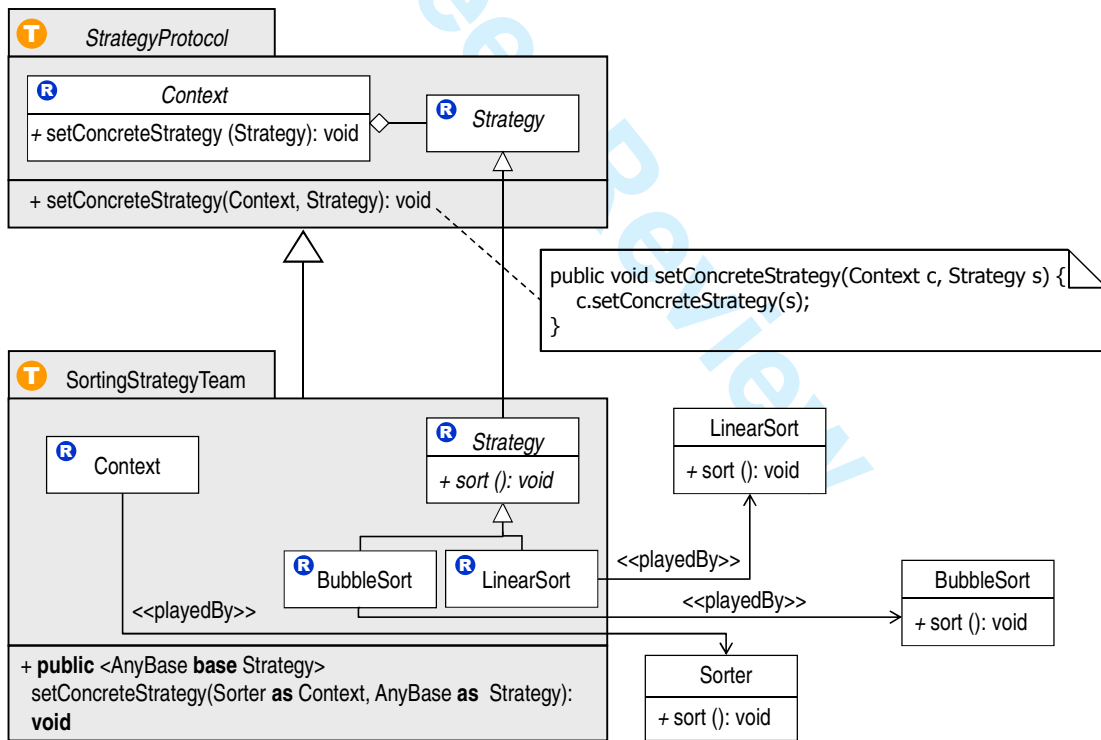 T StrategyProtocol
R Context
+ setConcreteStrategy (Strategy): void
R Strategy
+ setConcreteStrategy(Context, Strategy): void
public void setConcreteStrategy(Context c, Strategy s) {
c.setConcreteStrategy(s);
}
T SortingStrategyTeam
R Context
R Strategy
+ sort (): void
LinearSort
+ sort (): void
R BubbleSort
R LinearSort
<<playedBy>>
<<playedBy>>
<<playedBy>>
BubbleSort
+ sort (): void
Sorter
+ sort (): void
+ public <AnyBase base Strategy>
setConcreteStrategy(Sorter as Context, AnyBase as Strategy):
void
Review